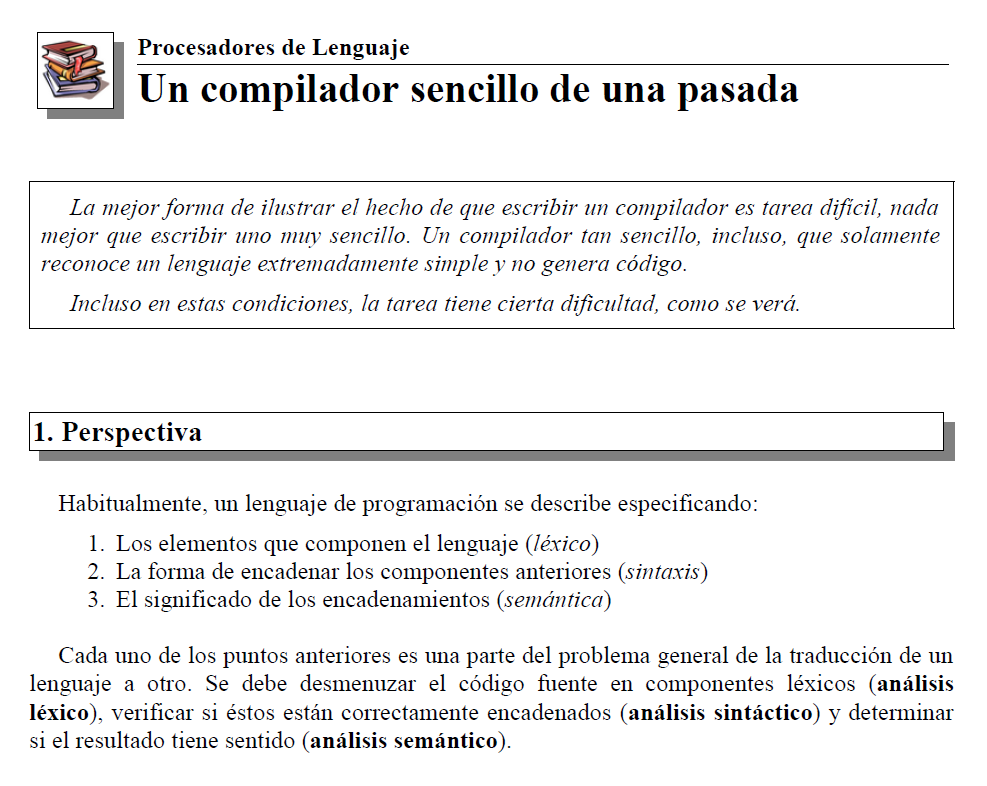 Procesadores de Lenguaje
Un compilador sencillo de una pasada
La mejor forma de ilustrar el hecho de que escribir un compilador es tarea difícil, nada
mejor que escribir uno muy sencillo. Un compilador tan sencillo, incluso, que solamente
reconoce un lenguaje extremadamente simple y no genera código.
Incluso en estas condiciones, la tarea tiene cierta dificultad, como se verá.
1. Perspectiva
Habitualmente, un lenguaje de programación se describe especificando:
1. Los elementos que componen el lenguaje (léxico)
2. La forma de encadenar los componentes anteriores (sintaxis)
3. El significado de los encadenamientos (semántica)
Cada uno de los puntos anteriores es una parte del problema general de la traducción de un
lenguaje a otro. Se debe desmenuzar el código fuente en componentes léxicos (análisis
léxico), verificar si éstos están correctamente encadenados (análisis sintáctico) y determinar
si el resultado tiene sentido (análisis semántico).